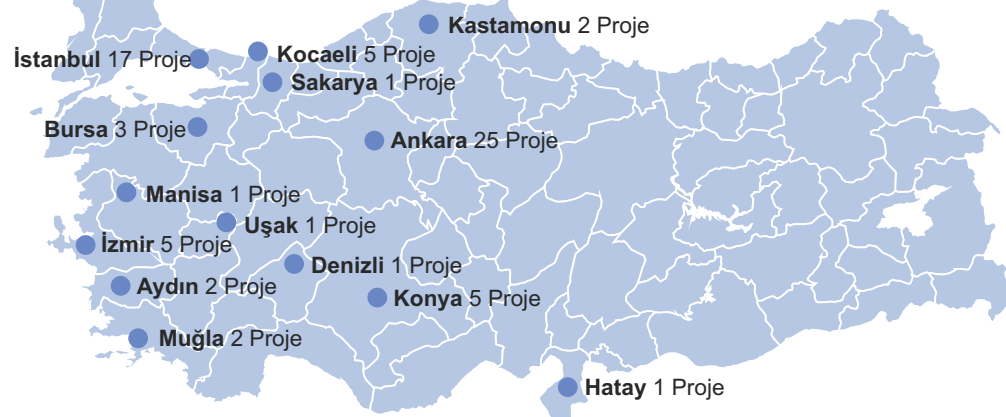 Kastamonu 2 Proje
İstanbul 17 Proje
Kocaeli 5 Proje
Sakarya 1 Proje
Bursa 3 Proje
Ankara 25 Proje
Manisa 1 Proje
Uşak 1 Proje
İzmir 5 Proje
Denizli 1 Proje
Aydın 2 Proje
Konya 5 Proje
Muğla 2 Proje
Hatay 1 Proje